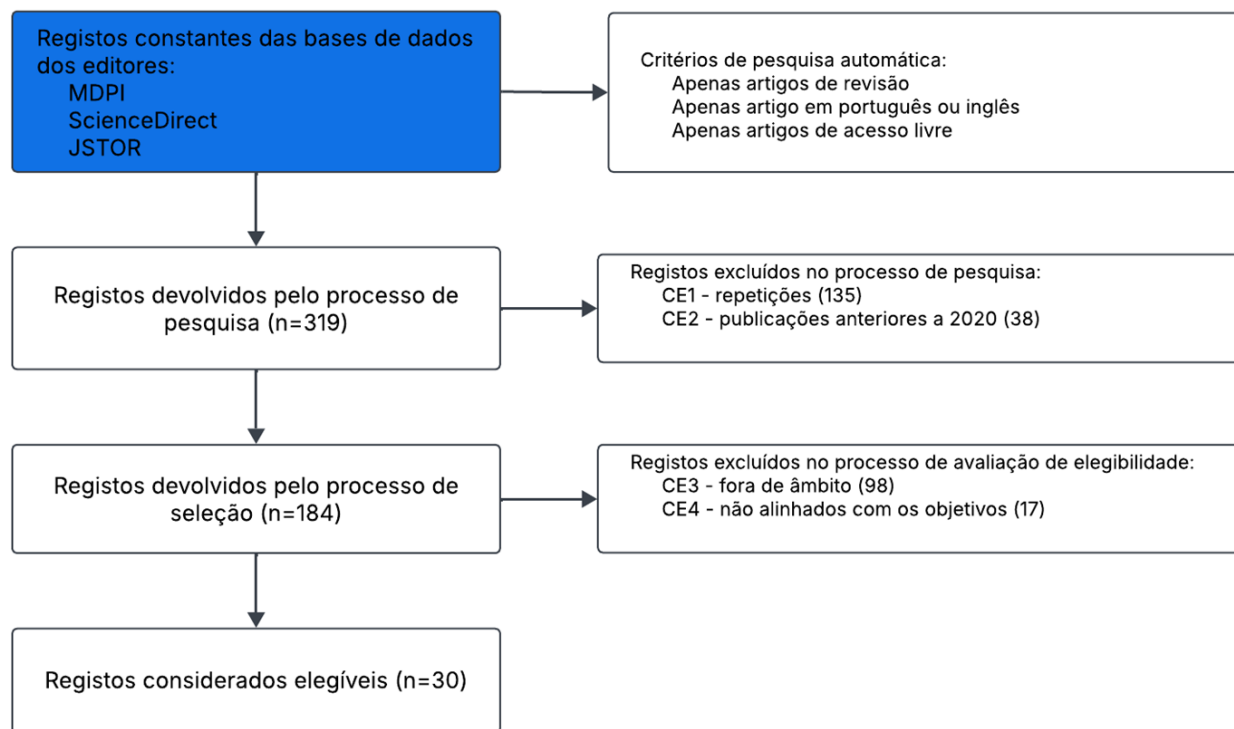 Registos constantes das bases de dados
dos editores:
MDPI
ScienceDirect
JSTOR
Critérios de pesquisa automática:
Apenas artigos de revisão
Apenas artigo em português ou inglês
Apenas artigos de acesso livre
Registos devolvidos pelo processo de
pesquisa (n=319)
Registos excluídos no processo de pesquisa:
CE1 - repetições (135)
CE2 - publicações anteriores a 2020 (38)
Registos devolvidos pelo processo de
seleção (n=184)
Registos excluídos no processo de avaliação de elegibilidade:
CE3 - fora de âmbito (98)
CE4 - não alinhados com os objetivos (17)
Registos considerados elegíveis (n=30)